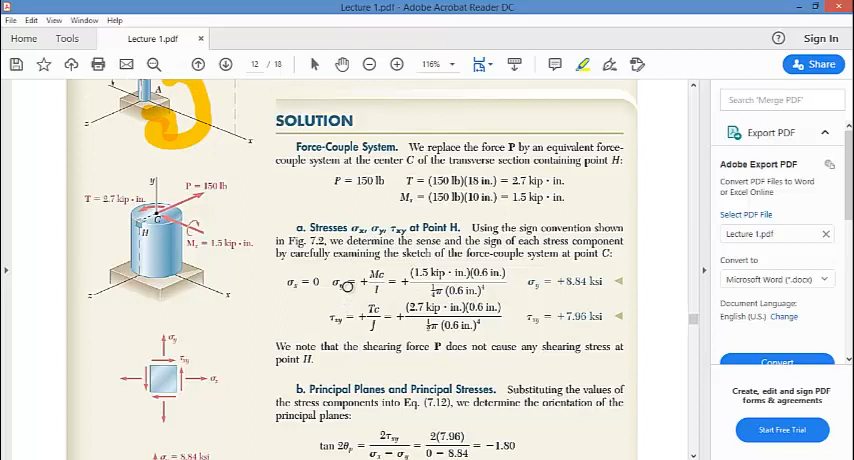 Lecture 1.pdf - Adobe Acrobat Reader DC
File Edit View Window Help
Home Tools Lecture 1.pdf × Sign In
12 / 18 116% Share
A
z
x
SOLUTION
Force-Couple System. We replace the force P by an equivalent force-
couple system at the center C of the transverse section containing point H:
P = 150 lb T = (150 lb)(18 in.) = 2.7 kip · in.
Mx = (150 lb)(10 in.) = 1.5 kip · in.
y
P = 150 lb
T = 2.7 kip · in.
C
H
Mx = 1.5 kip · in.
z
x
a. Stresses σx, σy, τxy at Point H. Using the sign convention shown
in Fig. 7.2, we determine the sense and the sign of each stress component
by carefully examining the sketch of the force-couple system at point C:
σx = 0 σy = +Mc/I = +(1.5 kip · in.)(0.6 in.)/¼π (0.6 in.)⁴ σy = +8.84 ksi
τxy = +Tc/J = +(2.7 kip · in.)(0.6 in.)/½π (0.6 in.)⁴ τxy = +7.96 ksi
We note that the shearing force P does not cause any shearing stress at
point H.
σy
τxy
σx
b. Principal Planes and Principal Stresses. Substituting the values of
the stress components into Eq. (7.12), we determine the orientation of the
principal planes:
tan 2θp = 2τxy/σx − σy = 2(7.96)/0 − 8.84 = −1.80
= 8.84 ksi
Search "Merge PDF"
Export PDF
Adobe Export PDF
Convert PDF Files to Word
or Excel Online
Select PDF File
Lecture 1.pdf
Convert to
Microsoft Word (*.docx)
Document Language:
English (U.S.) Change
Convert
Create, edit and sign PDF
forms & agreements
Start Free Trial